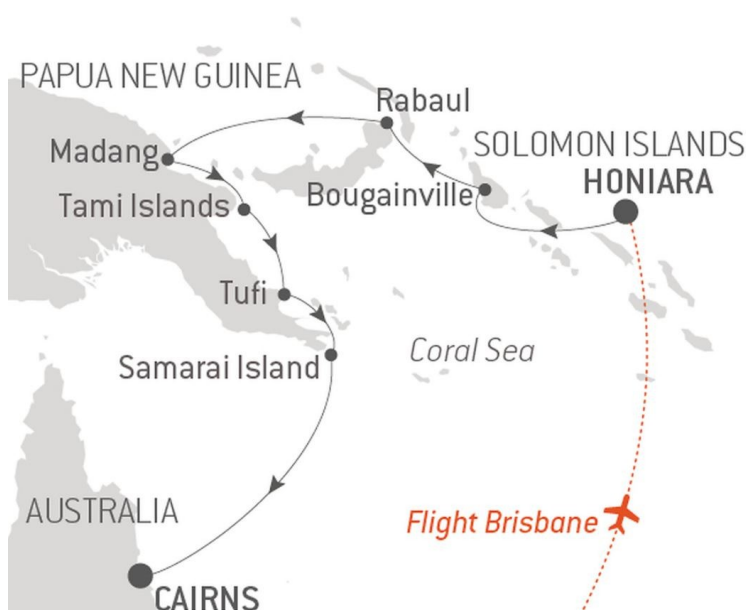 PAPUA NEW GUINEA
Rabaul
SOLOMON ISLANDS
Madang
HONIARA
Bougainville
Tami Islands
Tufi
Coral Sea
Samarai Island
AUSTRALIA
Flight Brisbane
CAIRNS